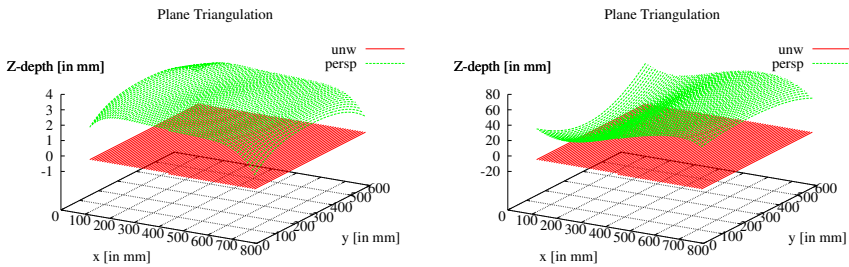 Plane Triangulation
unw
persp
Z-depth [in mm]
4
3
2
1
0
-1
0 100 200 300 400 500 600 700 800
x [in mm]
0 100 200 300 400 500 600
y [in mm]
Plane Triangulation
unw
persp
Z-depth [in mm]
80
60
40
20
0
-20
0 100 200 300 400 500 600 700 800
x [in mm]
0 100 200 300 400 500 600
y [in mm]